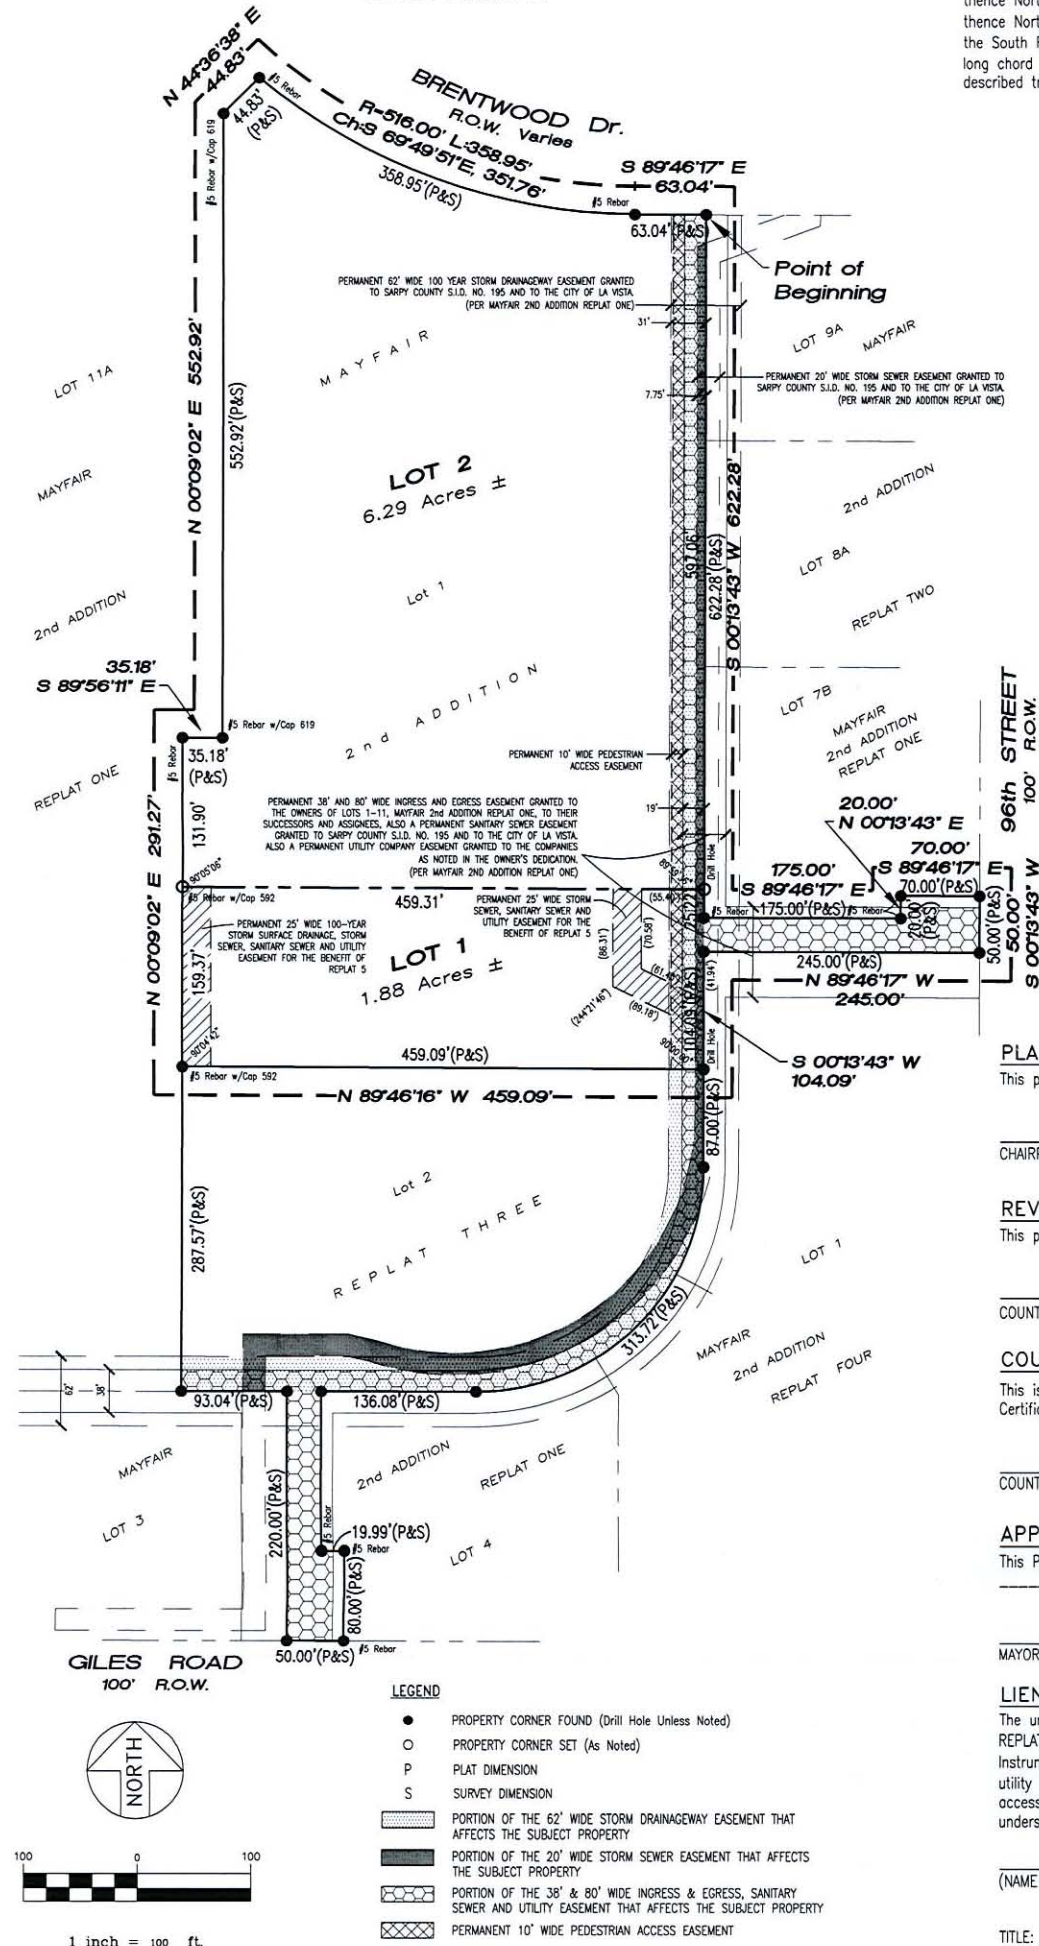 thence Nort
thence Nort
the South R
long chord
described tr
N 44°36'38" E
44.83'
#5 Rebar
44.83'
(P&S)
#5 Rebar w/Cap 619
BRENTWOOD Dr.
R.O.W. Varies
R=516.00' L:358.95'
Ch:S 69°49'51"E, 351.76'
358.95'(P&S)
S 89°46'17" E
63.04'
#5 Rebar
63.04'(P&S)
Point of
Beginning
PERMANENT 62' WIDE 100 YEAR STORM DRAINAGEWAY EASEMENT GRANTED
TO SARPY COUNTY S.I.D. NO. 195 AND TO THE CITY OF LA VISTA.
(PER MAYFAIR 2ND ADDITION REPLAT ONE)
31'
LOT 9A
MAYFAIR
MAYFAIR
LOT 11A
PERMANENT 20' WIDE STORM SEWER EASEMENT GRANTED TO
SARPY COUNTY S.I.D. NO. 195 AND TO THE CITY OF LA VISTA.
(PER MAYFAIR 2ND ADDITION REPLAT ONE)
7.75'
N 00°09'02" E 552.92'
552.92'(P&S)
MAYFAIR
LOT 2
6.29 Acres ±
2nd ADDITION
597.06'
622.28'(P&S)
S 00°13'43" W 622.28'
LOT 8A
Lot 1
REPLAT TWO
2nd ADDITION
35.18'
S 89°56'11" E
2nd ADDITION
LOT 7B
MAYFAIR
2nd ADDITION
REPLAT ONE
96th STREET
100' R.O.W.
#5 Rebar w/Cap 619
#5 Rebar
35.18'
(P&S)
REPLAT ONE
PERMANENT 10' WIDE PEDESTRIAN
ACCESS EASEMENT
19'
N 00°09'02" E 291.27'
131.90'
PERMANENT 38' AND 80' WIDE INGRESS AND EGRESS EASEMENT GRANTED TO
THE OWNERS OF LOTS 1-11, MAYFAIR 2ND ADDITION REPLAT ONE, TO THEIR
SUCCESSORS AND ASSIGNEES, ALSO A PERMANENT SANITARY SEWER EASEMENT
GRANTED TO SARPY COUNTY S.I.D. NO. 195 AND TO THE CITY OF LA VISTA.
ALSO A PERMANENT UTILITY COMPANY EASEMENT GRANTED TO THE COMPANIES
AS NOTED IN THE OWNER'S DEDICATION.
(PER MAYFAIR 2ND ADDITION REPLAT ONE)
20.00'
N 00°13'43" E
70.00'
S 89°46'17" E
70.00'(P&S)
175.00'
S 89°46'17" E
175.00'(P&S)
#5 Rebar
#5 Rebar
20.00'
(P&S)
50.00'(P&S)
50.00'
S 00°13'43" W
Drill Hole
90°05'06"
#5 Rebar w/Cap 592
459.31'
(55.40')
25.22'
PERMANENT 25' WIDE STORM
SEWER, SANITARY SEWER AND
UTILITY EASEMENT FOR THE
BENEFIT OF REPLAT 5
PERMANENT 25' WIDE 100-YEAR
STORM SURFACE DRAINAGE, STORM
SEWER, SANITARY SEWER AND UTILITY
EASEMENT FOR THE BENEFIT OF
REPLAT 5
159.37'
LOT 1
1.88 Acres ±
(86.31')
(70.58')
(244°21'46")
(89.18')
104.09'(P&S)
(41.94')
245.00'(P&S)
N 89°46'17" W
245.00'
90°04'42"
90°00'00"
Drill Hole
459.09'(P&S)
#5 Rebar w/Cap 592
S 00°13'43" W
104.09'
N 89°46'16" W 459.09'
87.00'(P&S)
PLA
This p
CHAIRP
REV
This p
COUNT
COU
This is
Certific
COUNT
APP
This P
MAYOR
LIEN
The un
REPLAT
Instrum
utility
access
unders
(NAME
TITLE:
Lot 2
287.57'(P&S)
REPLAT THREE
LOT 1
313.72'(P&S)
MAYFAIR
2nd ADDITION
REPLAT FOUR
62'
38'
93.04'(P&S)
136.08'(P&S)
MAYFAIR
2nd ADDITION
REPLAT ONE
LOT 3
220.00'(P&S)
#5 Rebar
19.99'(P&S)
#5 Rebar
LOT 4
80.00'(P&S)
50.00'(P&S)
#5 Rebar
GILES ROAD
100' R.O.W.
NORTH
100 0 100
1 inch = 100 ft.
LEGEND
PROPERTY CORNER FOUND (Drill Hole Unless Noted)
PROPERTY CORNER SET (As Noted)
P PLAT DIMENSION
S SURVEY DIMENSION
PORTION OF THE 62' WIDE STORM DRAINAGEWAY EASEMENT THAT
AFFECTS THE SUBJECT PROPERTY
PORTION OF THE 20' WIDE STORM SEWER EASEMENT THAT AFFECTS
THE SUBJECT PROPERTY
PORTION OF THE 38' & 80' WIDE INGRESS & EGRESS, SANITARY
SEWER AND UTILITY EASEMENT THAT AFFECTS THE SUBJECT PROPERTY
PERMANENT 10' WIDE PEDESTRIAN ACCESS EASEMENT